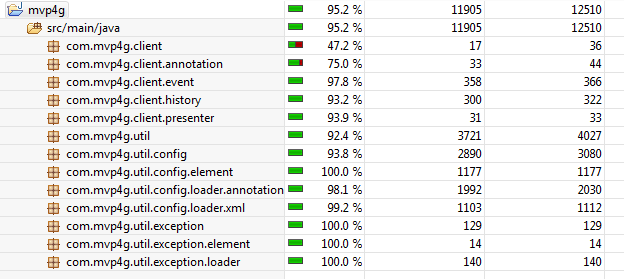 mvp4g 95.2 % 11905 12510
src/main/java 95.2 % 11905 12510
com.mvp4g.client 47.2 % 17 36
com.mvp4g.client.annotation 75.0 % 33 44
com.mvp4g.client.event 97.8 % 358 366
com.mvp4g.client.history 93.2 % 300 322
com.mvp4g.client.presenter 93.9 % 31 33
com.mvp4g.util 92.4 % 3721 4027
com.mvp4g.util.config 93.8 % 2890 3080
com.mvp4g.util.config.element 100.0 % 1177 1177
com.mvp4g.util.config.loader.annotation 98.1 % 1992 2030
com.mvp4g.util.config.loader.xml 99.2 % 1103 1112
com.mvp4g.util.exception 100.0 % 129 129
com.mvp4g.util.exception.element 100.0 % 14 14
com.mvp4g.util.exception.loader 100.0 % 140 140